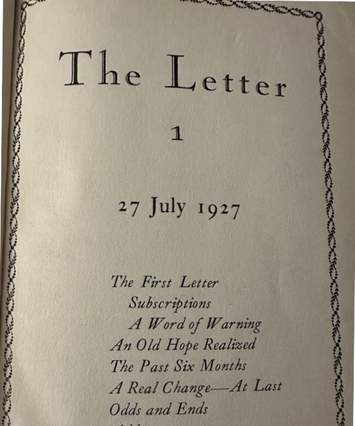 The Letter
1
27 July 1927
The First Letter
Subscriptions
A Word of Warning
An Old Hope Realized
The Past Six Months
A Real Change—At Last
Odds and Ends